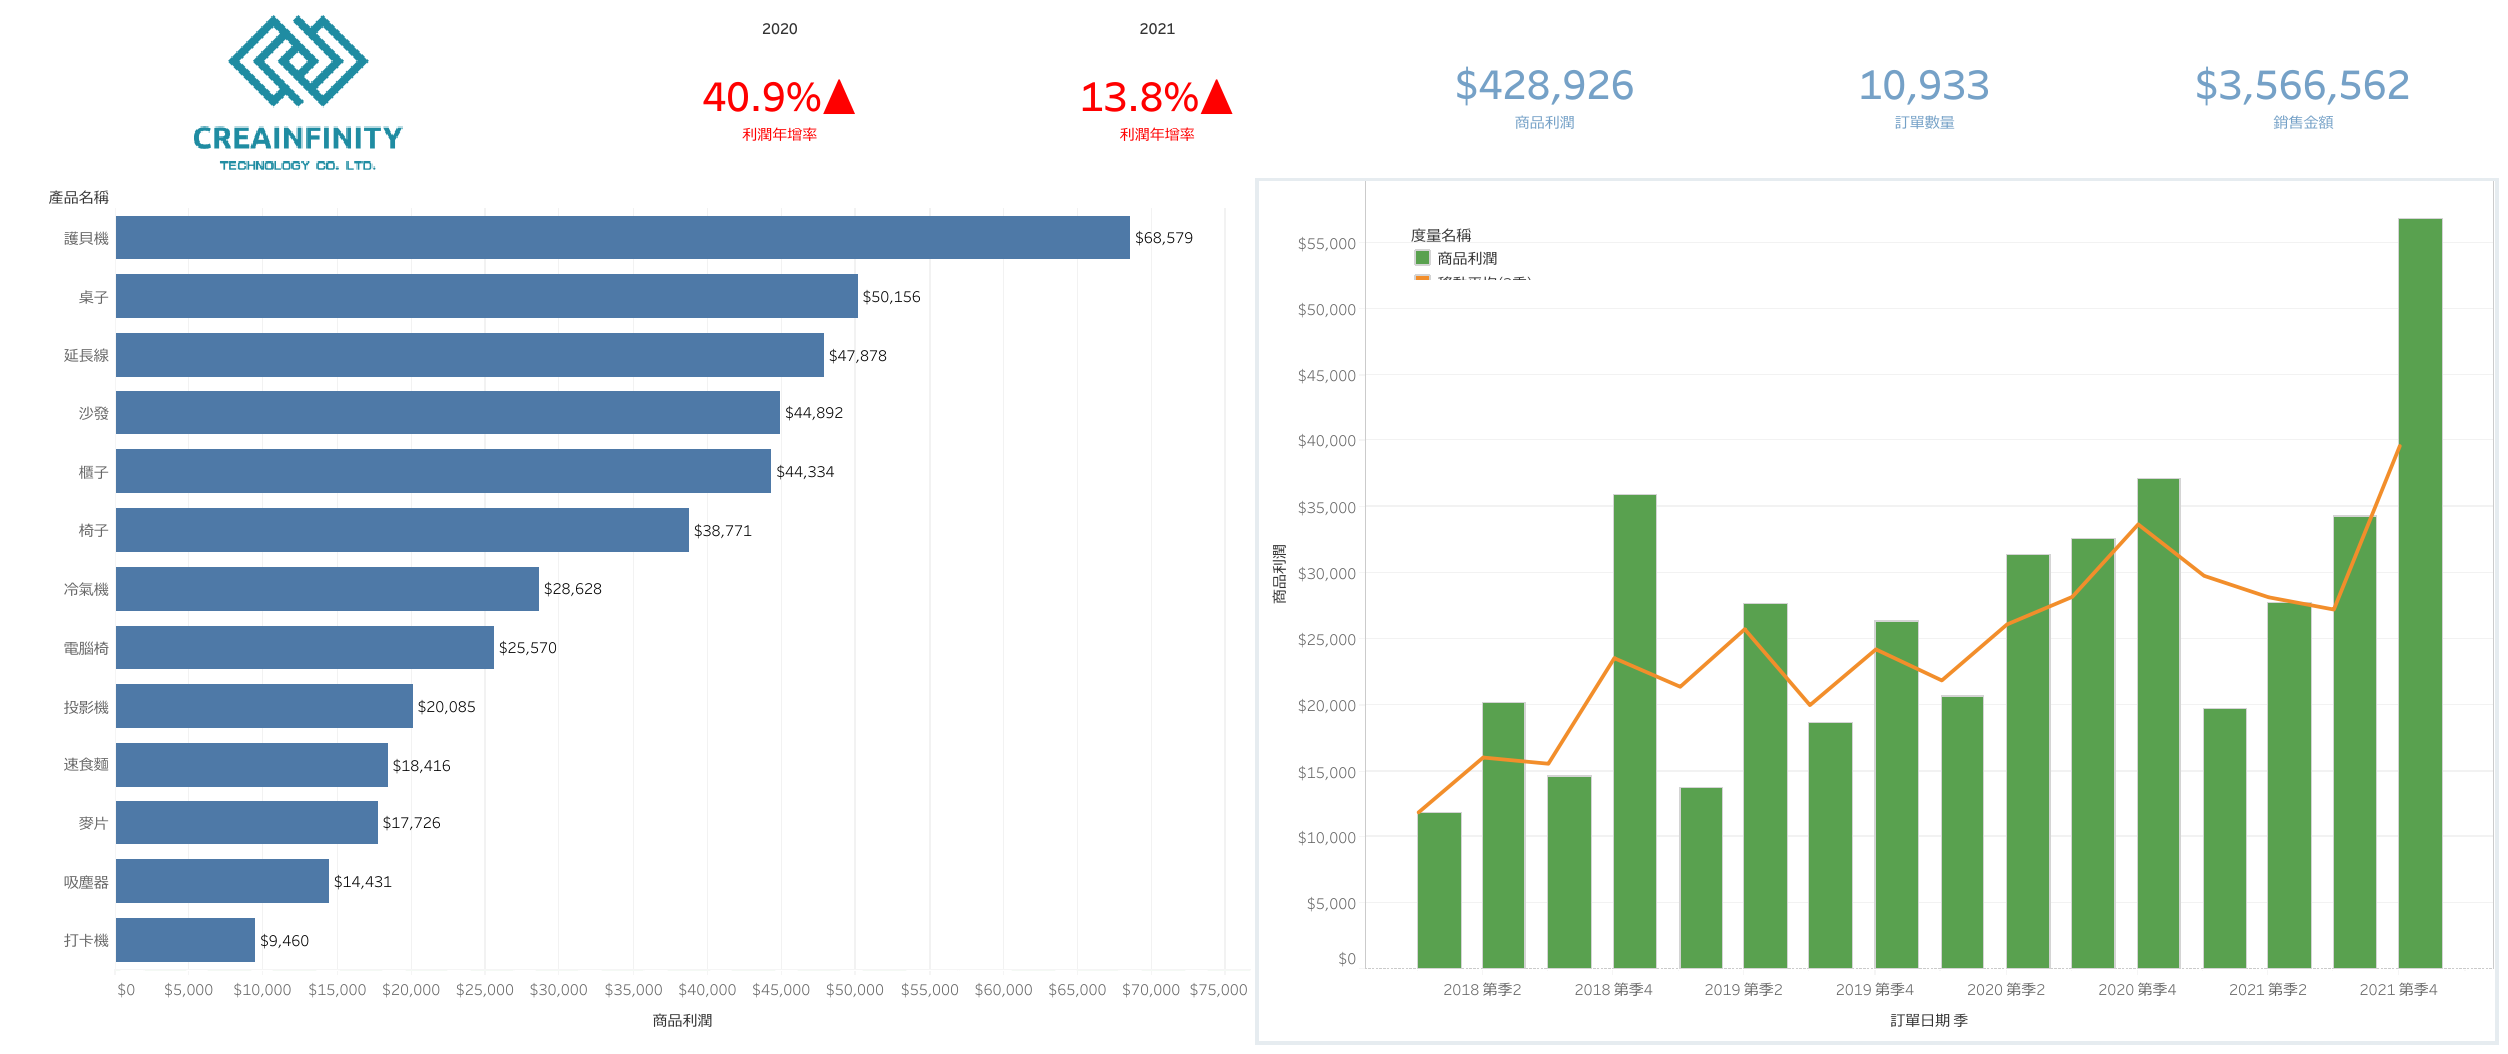 CREAINFINITY
TECHNOLOGY CO. LTD.
2020
40.9%▲
利潤年增率
2021
13.8%▲
利潤年增率
$428,926
商品利潤
10,933
訂單數量
$3,566,562
銷售金額
產品名稱
護貝機 $68,579
桌子 $50,156
延長線 $47,878
沙發 $44,892
櫃子 $44,334
椅子 $38,771
冷氣機 $28,628
電腦椅 $25,570
投影機 $20,085
速食麵 $18,416
麥片 $17,726
吸塵器 $14,431
打卡機 $9,460
$0 $5,000 $10,000 $15,000 $20,000 $25,000 $30,000 $35,000 $40,000 $45,000 $50,000 $55,000 $60,000 $65,000 $70,000 $75,000
商品利潤
度量名稱
商品利潤
$55,000
$50,000
$45,000
$40,000
$35,000
$30,000
$25,000
$20,000
$15,000
$10,000
$5,000
$0
商品利潤
2018 第季2 2018 第季4 2019 第季2 2019 第季4 2020 第季2 2020 第季4 2021 第季2 2021 第季4
訂單日期 季